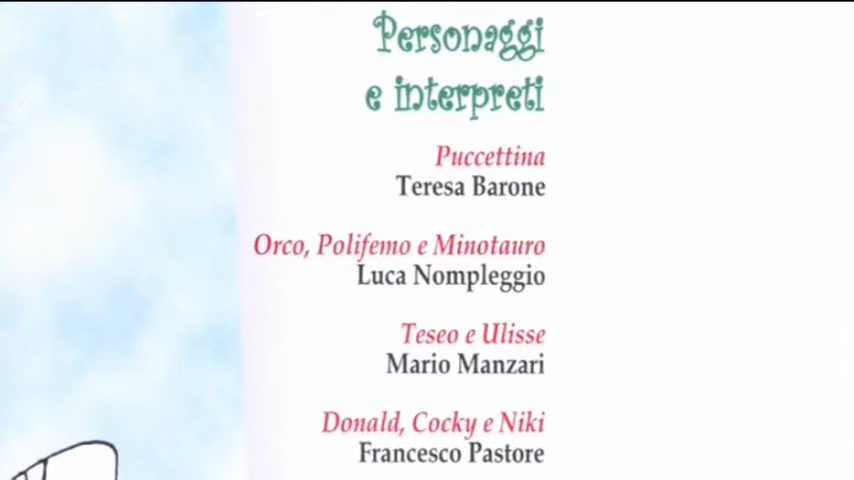 Personaggi
e interpreti
Puccettina
Teresa Barone
Orco, Polifemo e Minotauro
Luca Nompleggio
Teseo e Ulisse
Mario Manzari
Donald, Cocky e Niki
Francesco Pastore